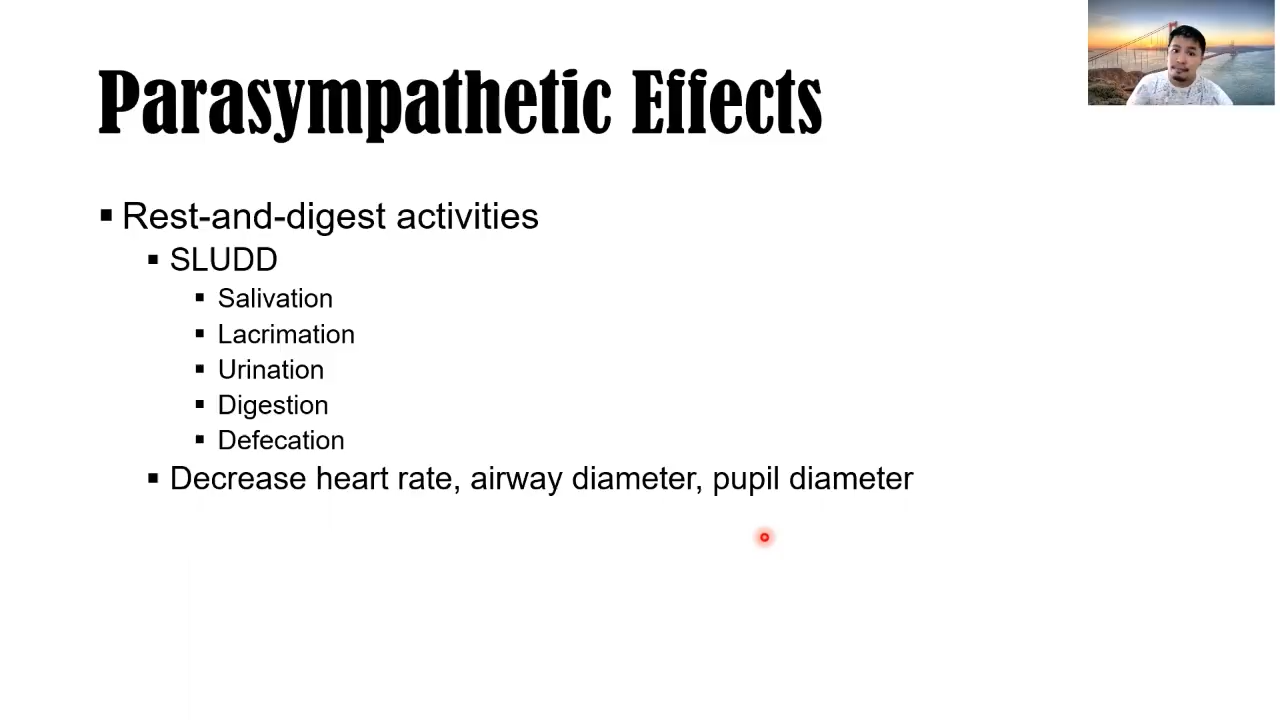 Parasympathetic Effects
Rest-and-digest activities
SLUDD
Salivation
Lacrimation
Urination
Digestion
Defecation
Decrease heart rate, airway diameter, pupil diameter